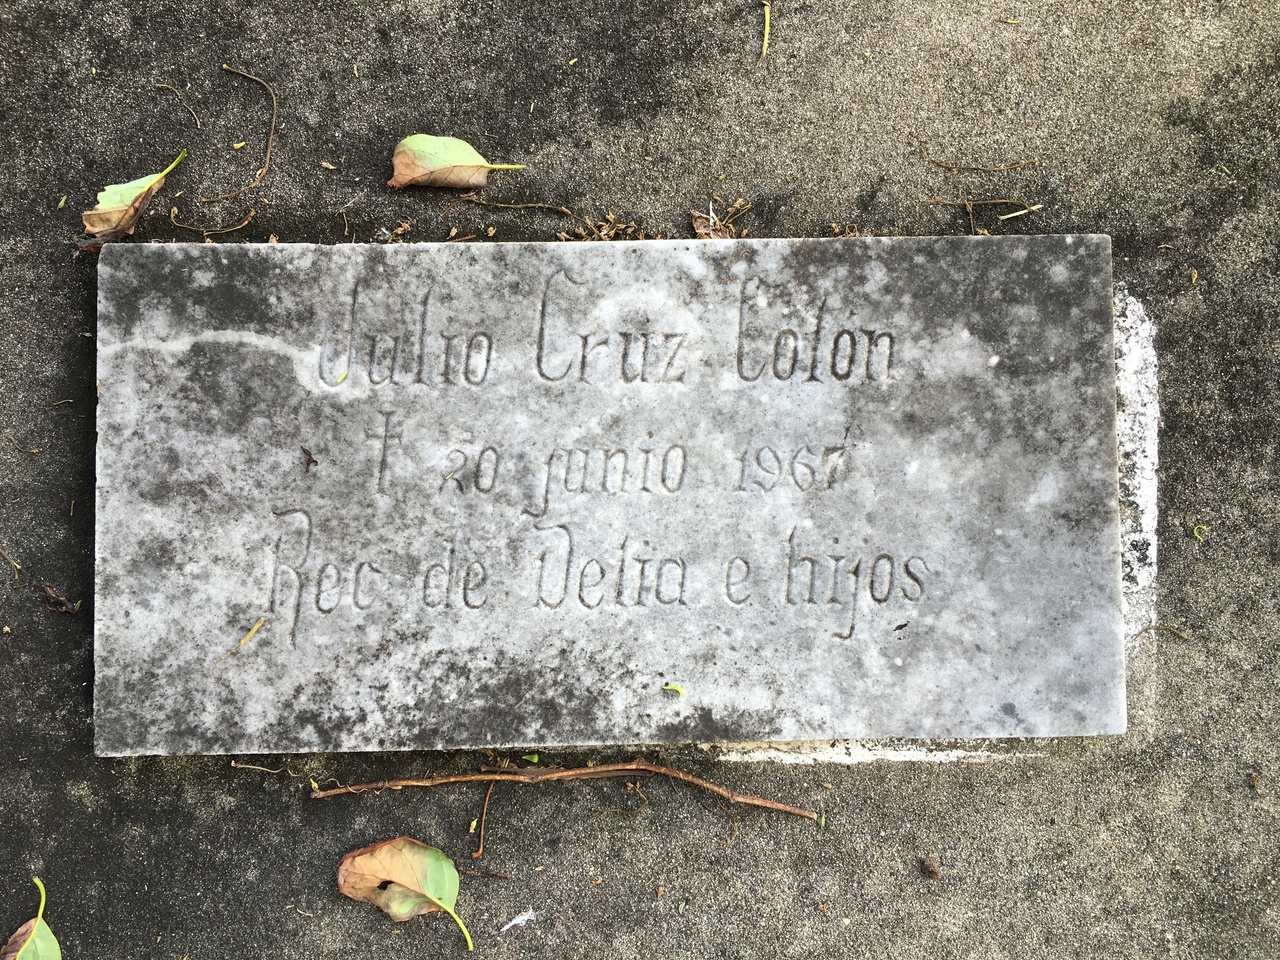 Julio Cruz Colon
† 20 junio 1967
Rec de Delia e hijos